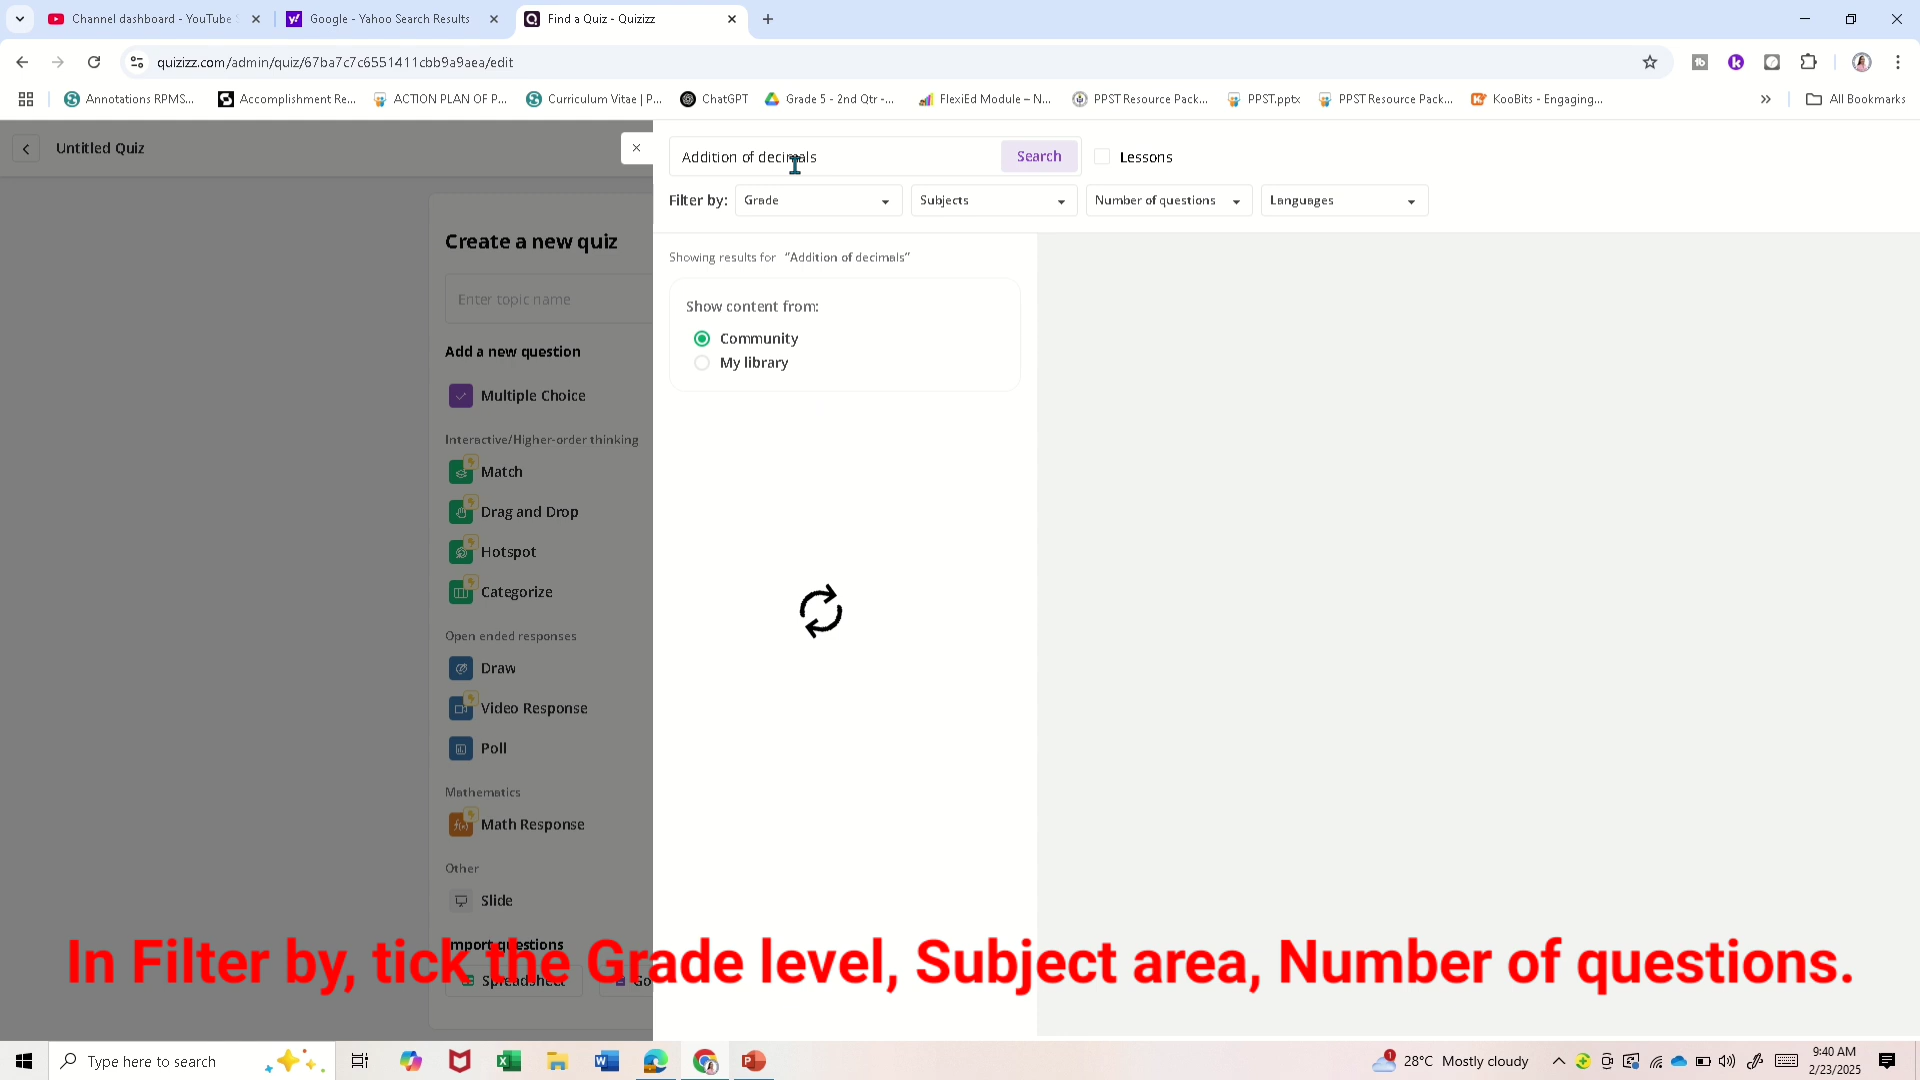 Channel dashboard - YouTube
Google - Yahoo Search Results
Find a Quiz - Quizizz
quizizz.com/admin/quiz/67ba7c7c6551411cbb9a9aea/edit
Annotations RPMS...
Accomplishment Re...
ACTION PLAN OF P...
Curriculum Vitae | P...
ChatGPT
Grade 5 - 2nd Qtr -...
FlexiEd Module – N...
PPST Resource Pack...
PPST.pptx
PPST Resource Pack...
KooBits - Engaging...
All Bookmarks
Untitled Quiz
Addition of decimals
Search
Lessons
Filter by:
Grade
Subjects
Number of questions
Languages
Create a new quiz
Enter topic name
Add a new question
Multiple Choice
Interactive/Higher-order thinking
Match
Drag and Drop
Hotspot
Categorize
Open ended responses
Draw
Video Response
Poll
Mathematics
f(x) Math Response
Other
Slide
Import questions
Spreadsheet
Go
Showing results for "Addition of decimals"
Show content from:
Community
My library
In Filter by, tick the Grade level, Subject area, Number of questions.
Type here to search
1
28°C Mostly cloudy
9:40 AM
2/23/2025